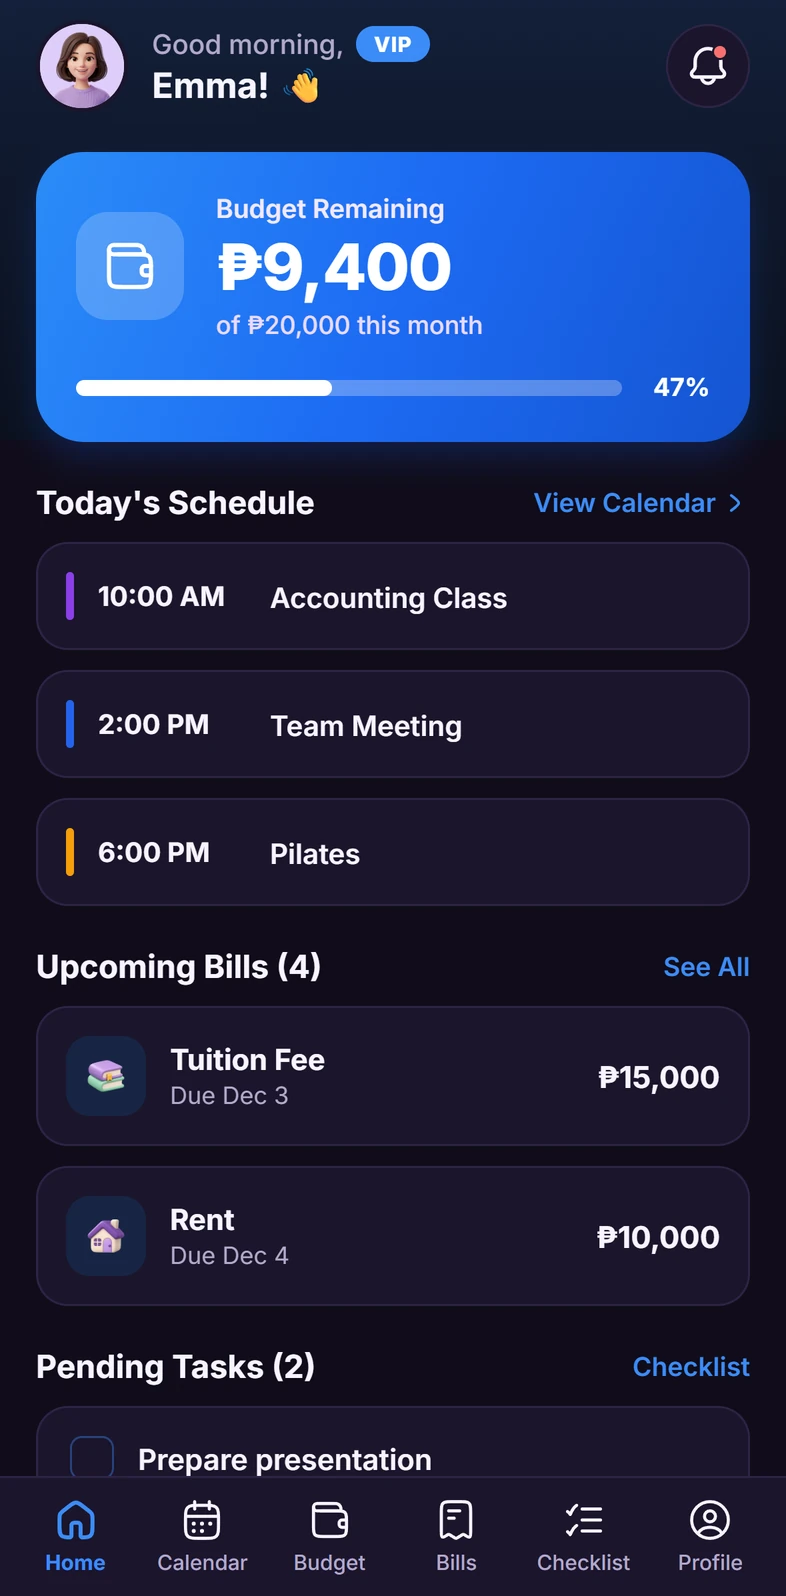 Good morning, VIP
Emma! 👋
Budget Remaining
₱9,400
of ₱20,000 this month
47%
Today's Schedule View Calendar
10:00 AM Accounting Class
2:00 PM Team Meeting
6:00 PM Pilates
Upcoming Bills (4) See All
Tuition Fee
Due Dec 3
₱15,000
Rent
Due Dec 4
₱10,000
Pending Tasks (2) Checklist
Prepare presentation
Home Calendar Budget Bills Checklist Profile